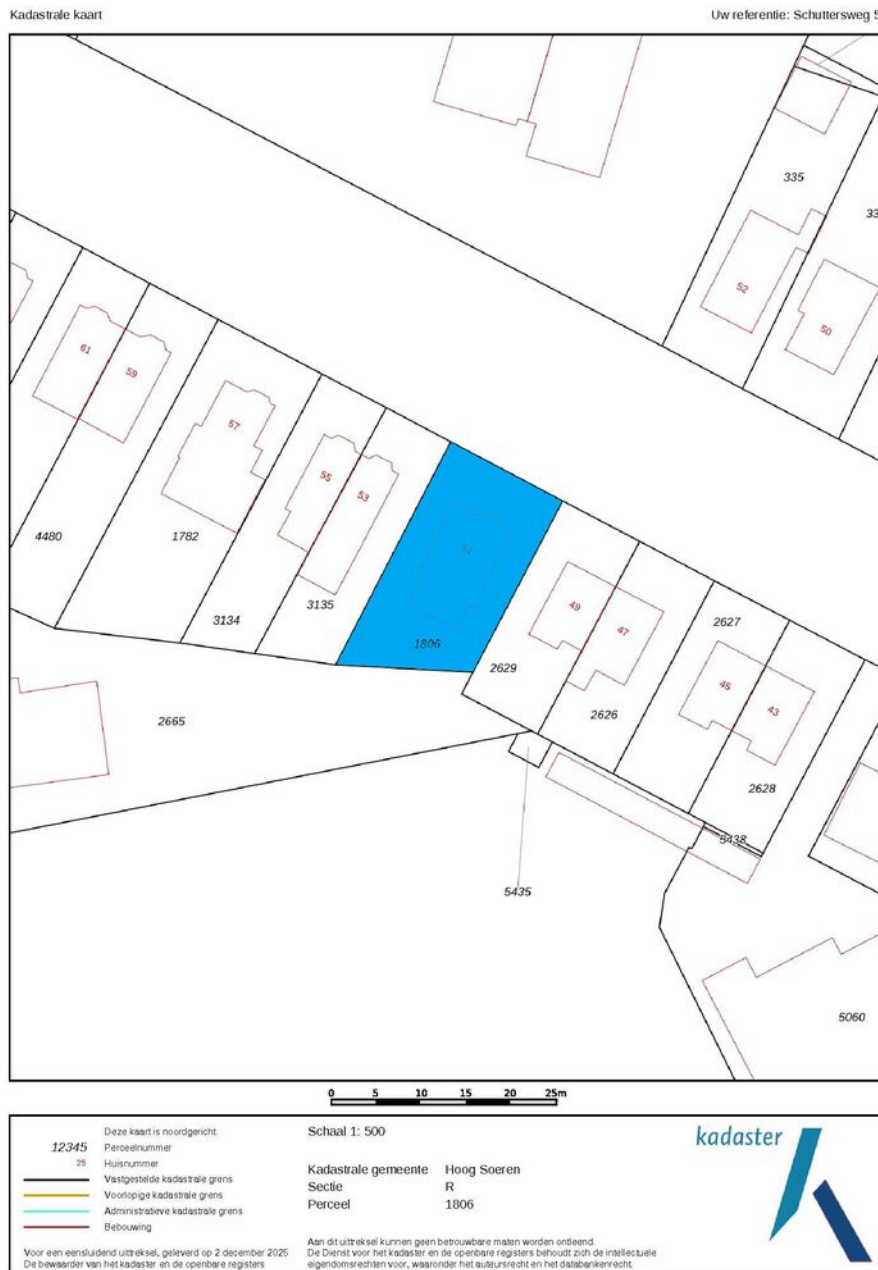 Kadastrale kaart
Uw referentie: Schuttersweg 5
335
33
52
50
61
59
57
55
53
51
49
47
45
43
4480
1782
3134
3135
1806
2629
2626
2627
2628
2665
5438
5435
5060
0 5 10 15 20 25m
Deze kaart is noordgericht
12345 Perceelnummer
25 Huisnummer
Vastgestelde kadastrale grens
Voorlopige kadastrale grens
Administratieve kadastrale grens
Bebouwing
Voor een eensluidend uittreksel, geleverd op 2 december 2025
De bewaarder van het kadaster en de openbare registers
Schaal 1: 500
Kadastrale gemeente Hoog Soeren
Sectie R
Perceel 1806
Aan dit uittreksel kunnen geen betrouwbare maten worden ontleend.
De Dienst voor het kadaster en de openbare registers behoudt zich de intellectuele
eigendomsrechten voor, waaronder het auteursrecht en het databankenrecht.
kadaster